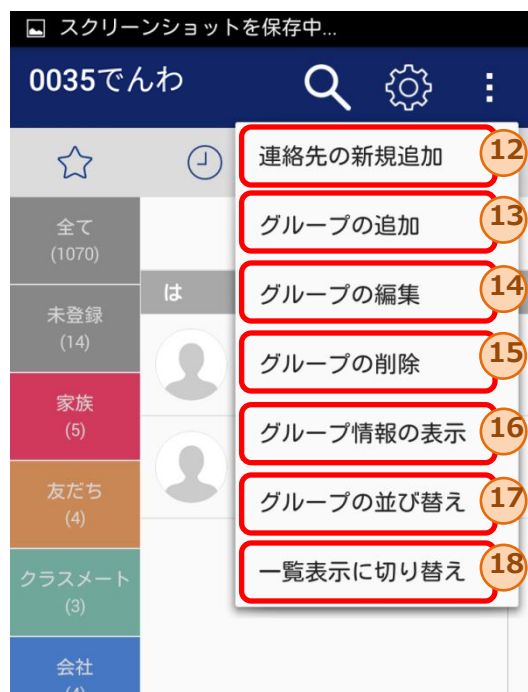 スクリーンショットを保存中...
0035でんわ
連絡先の新規追加
12
グループの追加
13
グループの編集
14
グループの削除
15
グループ情報の表示
16
グループの並び替え
17
一覧表示に切り替え
18
全て
(1070)
未登録
(14)
家族
(5)
友だち
(4)
クラスメート
(3)
会社
(4)
は